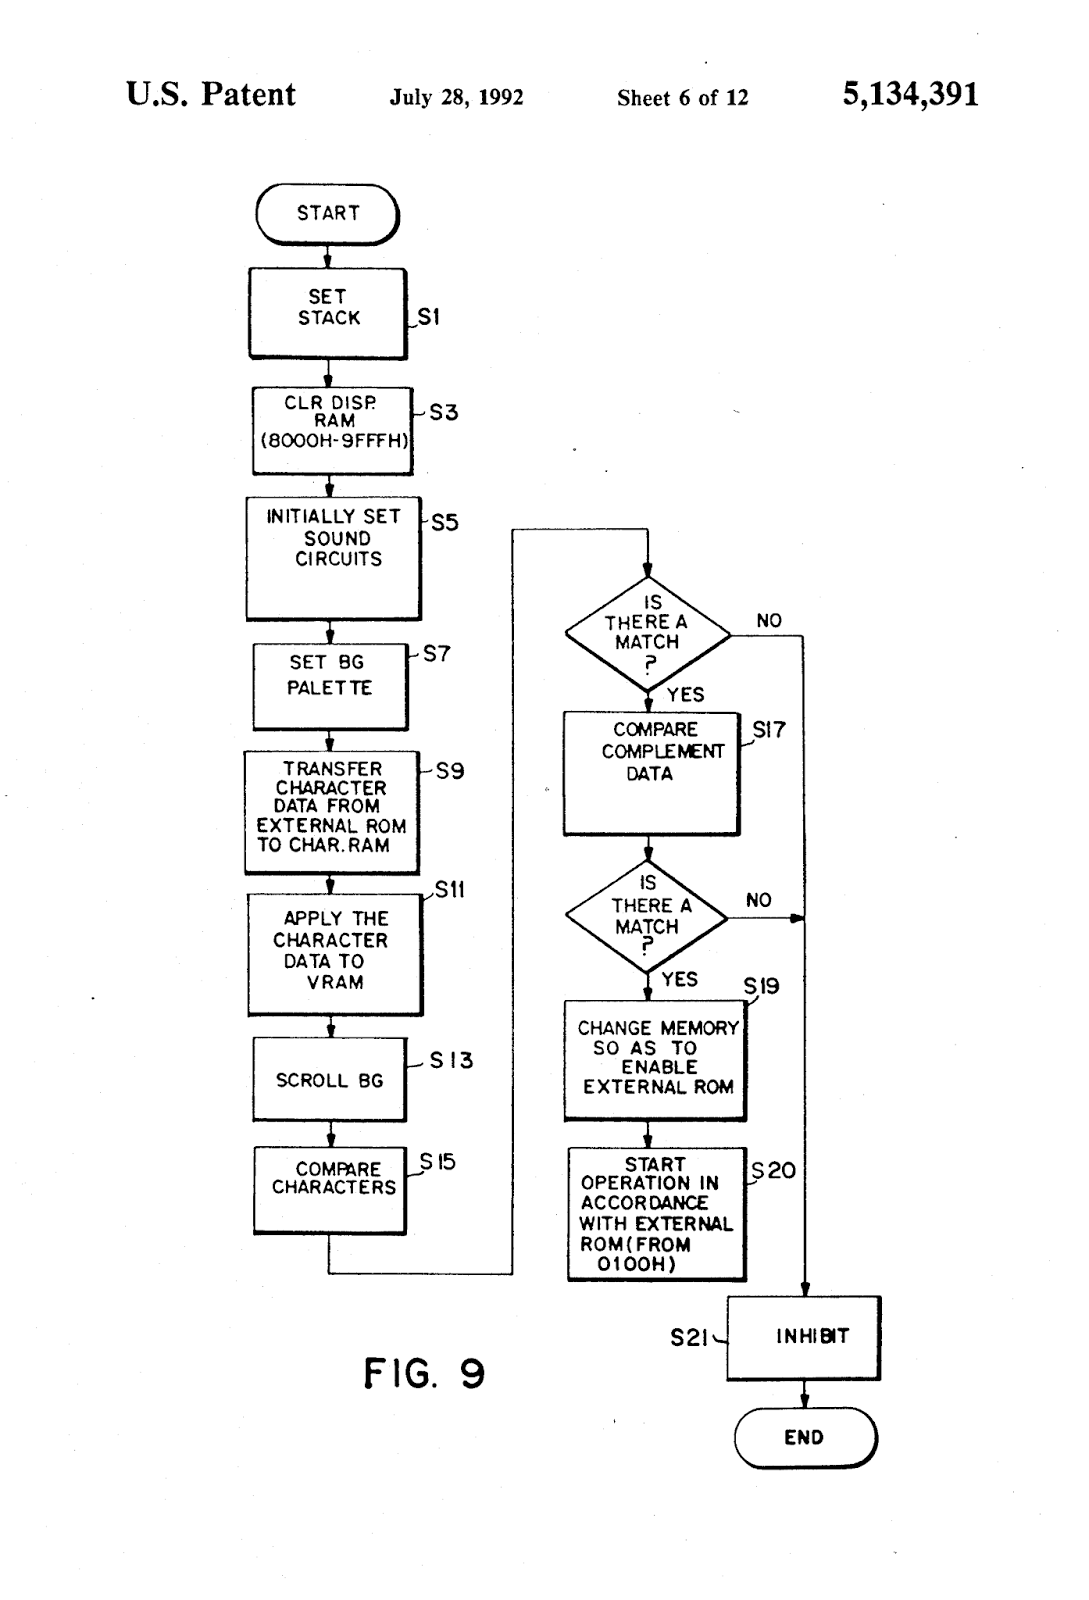 U.S. Patent July 28, 1992 Sheet 6 of 12 5,134,391
START
SET
STACK
S1
CLR DISP.
RAM
(8000H-9FFFH)
S3
INITIALLY SET
SOUND
CIRCUITS
S5
SET BG
PALETTE
S7
TRANSFER
CHARACTER
DATA FROM
EXTERNAL ROM
TO CHAR.RAM
S9
APPLY THE
CHARACTER
DATA TO
VRAM
S11
SCROLL BG
S13
COMPARE
CHARACTERS
S15
IS
THERE A
MATCH
?
NO
YES
COMPARE
COMPLEMENT
DATA
S17
IS
THERE A
MATCH
?
NO
YES
CHANGE MEMORY
SO AS TO
ENABLE
EXTERNAL ROM
S19
START
OPERATION IN
ACCORDANCE
WITH EXTERNAL
ROM(FROM
0100H)
S20
S21
INHIBIT
END
FIG. 9